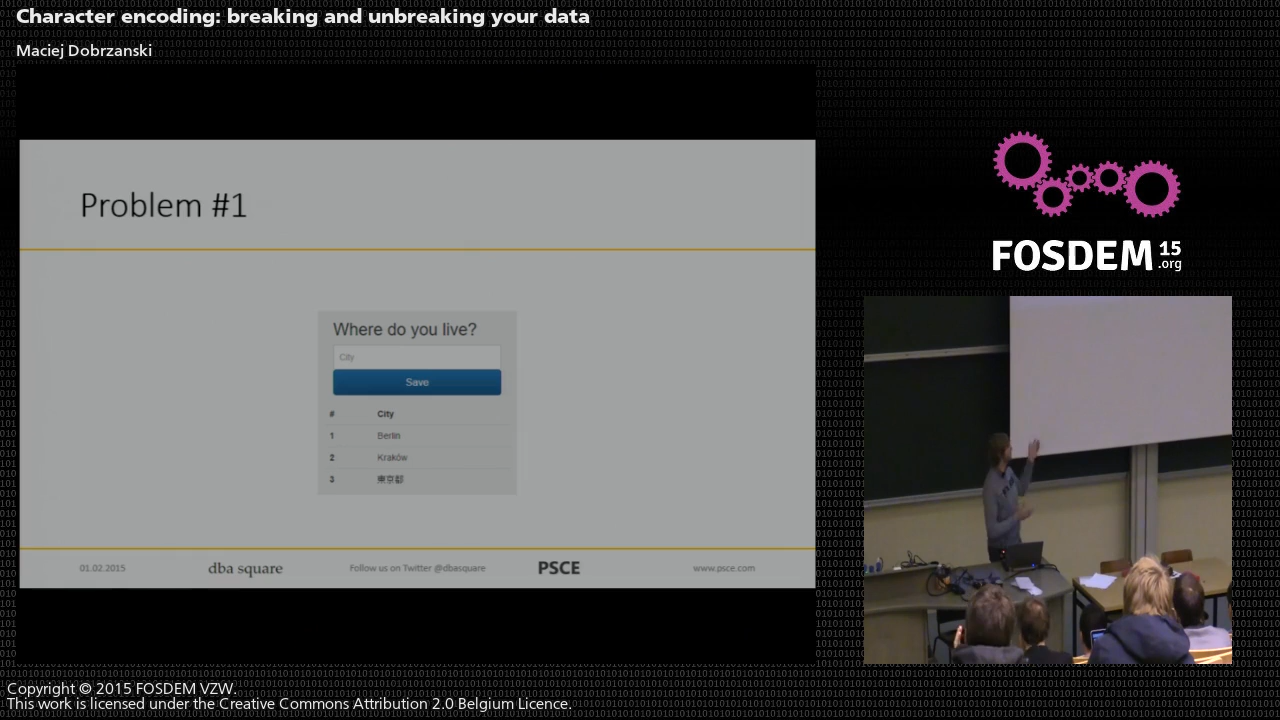 Character encoding: breaking and unbreaking your data
Maciej Dobrzanski
Problem #1
Where do you live?
City
Save
# City
1 Berlin
2 Kraków
3 東京都
01.02.2015 dba square Follow us on Twitter @dbasquare PSCE www.psce.com
FOSDEM 15 .org
Copyright © 2015 FOSDEM VZW.
This work is licensed under the Creative Commons Attribution 2.0 Belgium Licence.